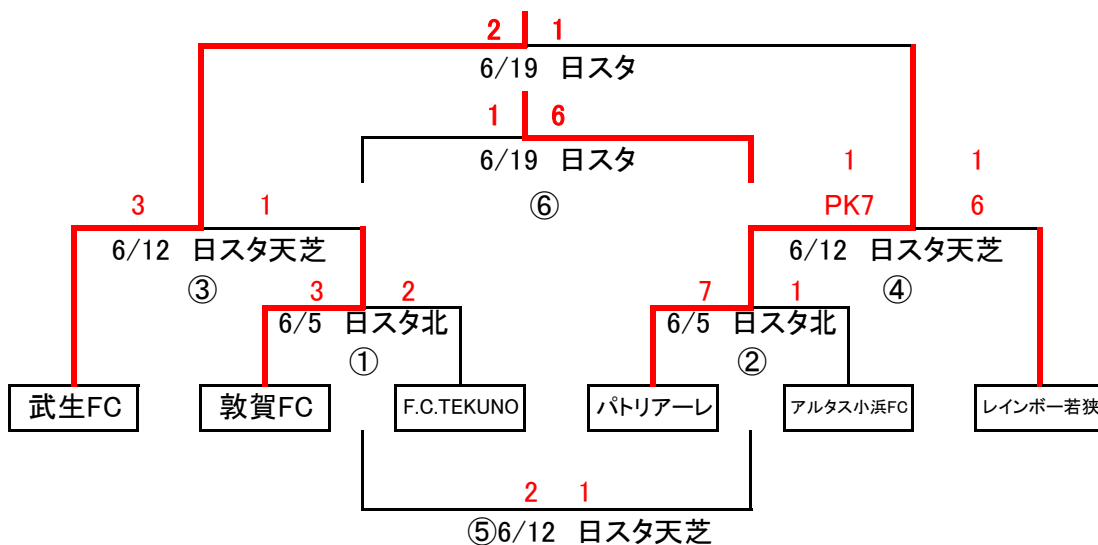 2 1
6/19 日スタ
1 6
6/19 日スタ
⑥
1 1
3 1
PK7 6
6/12 日スタ天芝
6/12 日スタ天芝
③
④
3 2
7 1
6/5 日スタ北
6/5 日スタ北
①
②
武生FC
敦賀FC
F.C.TEKUNO
パトリアーレ
アルタス小浜FC
レインボー若狭
2 1
⑤6/12 日スタ天芝